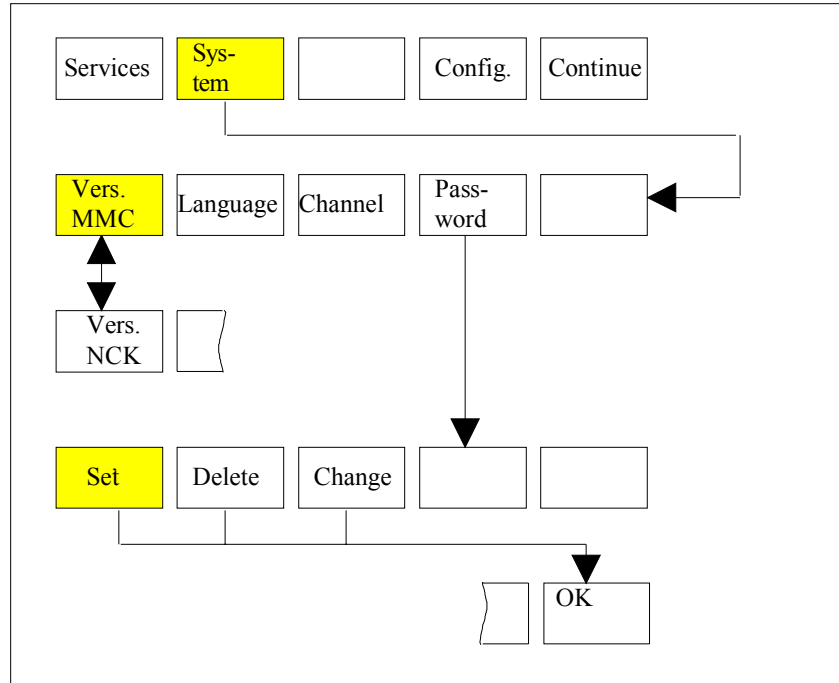 Services
Sys-
tem
Config.
Continue
Vers.
MMC
Language
Channel
Pass-
word
Vers.
NCK
Set
Delete
Change
OK